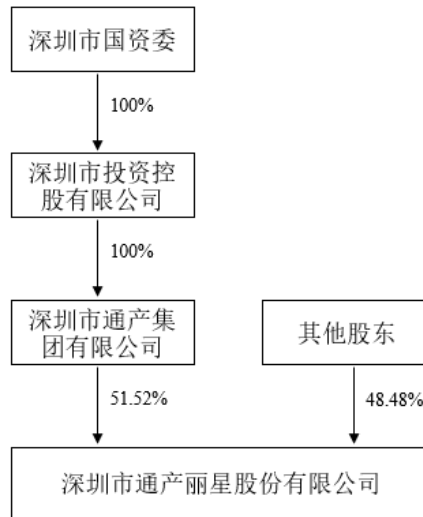 深圳市国资委
100%
深圳市投资控
股有限公司
100%
深圳市通产集
团有限公司
其他股东
51.52%
48.48%
深圳市通产丽星股份有限公司